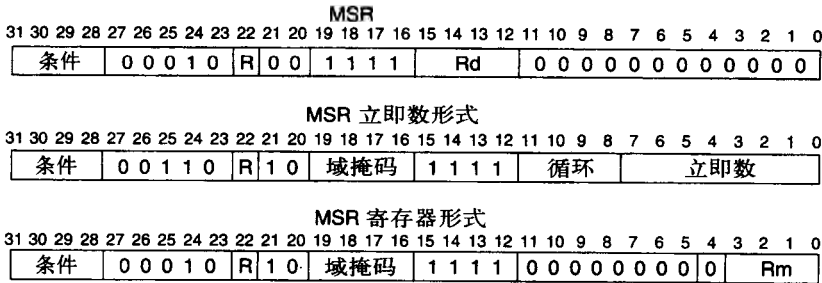 MSR
31 30 29 28 27 26 25 24 23 22 21 20 19 18 17 16 15 14 13 12 11 10 9 8 7 6 5 4 3 2 1 0
条件 0 0 0 1 0 R 0 0 1 1 1 1 Rd 0 0 0 0 0 0 0 0 0 0 0 0
MSR 立即数形式
31 30 29 28 27 26 25 24 23 22 21 20 19 18 17 16 15 14 13 12 11 10 9 8 7 6 5 4 3 2 1 0
条件 0 0 1 1 0 R 1 0 域掩码 1 1 1 1 循环 立即数
MSR 寄存器形式
31 30 29 28 27 26 25 24 23 22 21 20 19 18 17 16 15 14 13 12 11 10 9 8 7 6 5 4 3 2 1 0
条件 0 0 0 1 0 R 1 0 域掩码 1 1 1 1 0 0 0 0 0 0 0 0 Rm